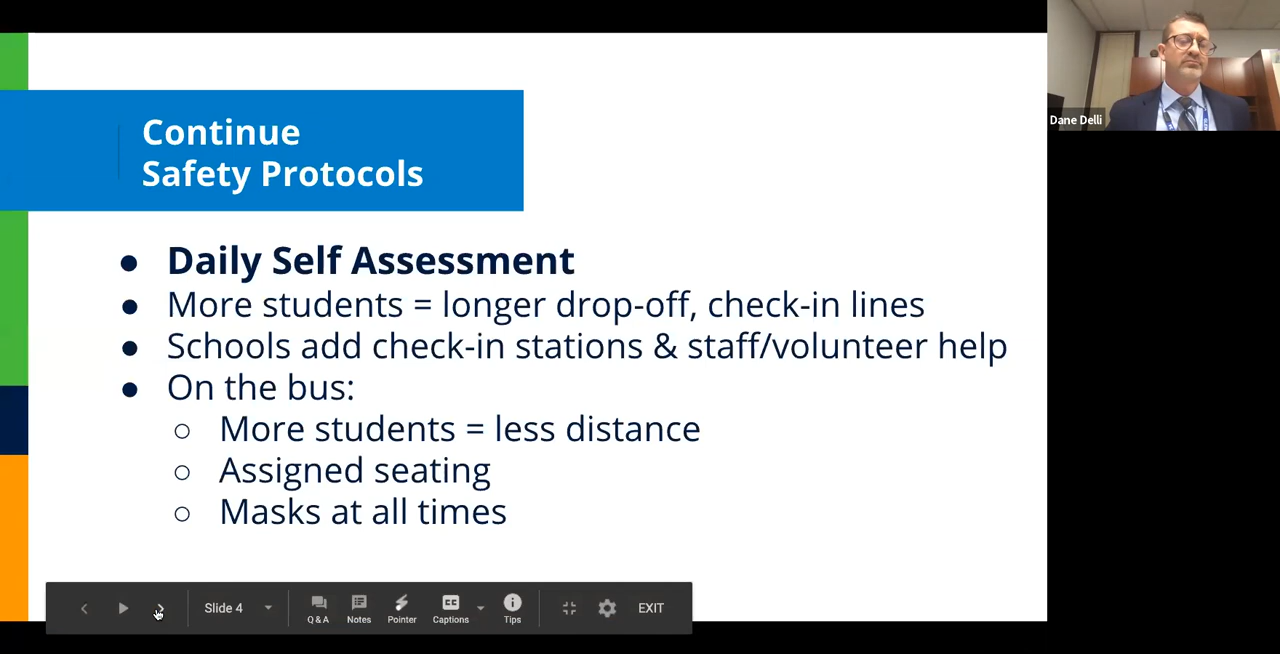 Continue
Safety Protocols
Dane Delli
● Daily Self Assessment
● More students = longer drop-off, check-in lines
● Schools add check-in stations & staff/volunteer help
● On the bus:
○ More students = less distance
○ Assigned seating
○ Masks at all times
Slide 4
Q & A
Notes
Pointer
CC
Captions
Tips
EXIT